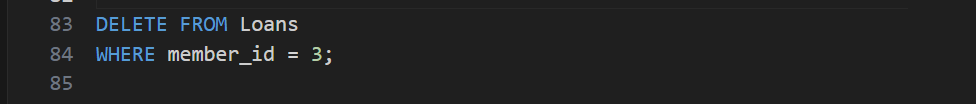 83 DELETE FROM Loans
84 WHERE member_id = 3;
85